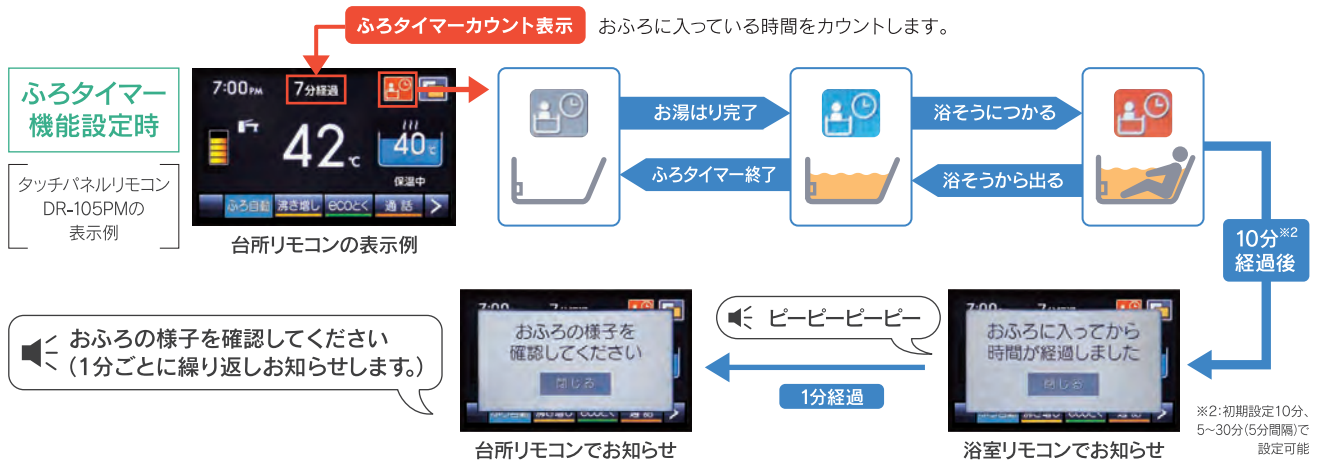 ふろタイマーカウント表示
おふろに入っている時間をカウントします。
ふろタイマー
機能設定時
タッチパネルリモコン
DR-105PMの
表示例
7:00PM
7分経過
42℃
40℃
保温中
ふろ自動
沸き増し
ecoとく
通話
>
台所リモコンの表示例
お湯はり完了
ふろタイマー終了
浴そうにつかる
浴そうから出る
10分※2
経過後
おふろに入ってから
時間が経過しました
閉じる
浴室リモコンでお知らせ
※2:初期設定10分、
5~30分(5分間隔)で
設定可能
ピーピーピーピー
1分経過
おふろの様子を
確認してください
閉じる
台所リモコンでお知らせ
おふろの様子を確認してください
(1分ごとに繰り返しお知らせします。)